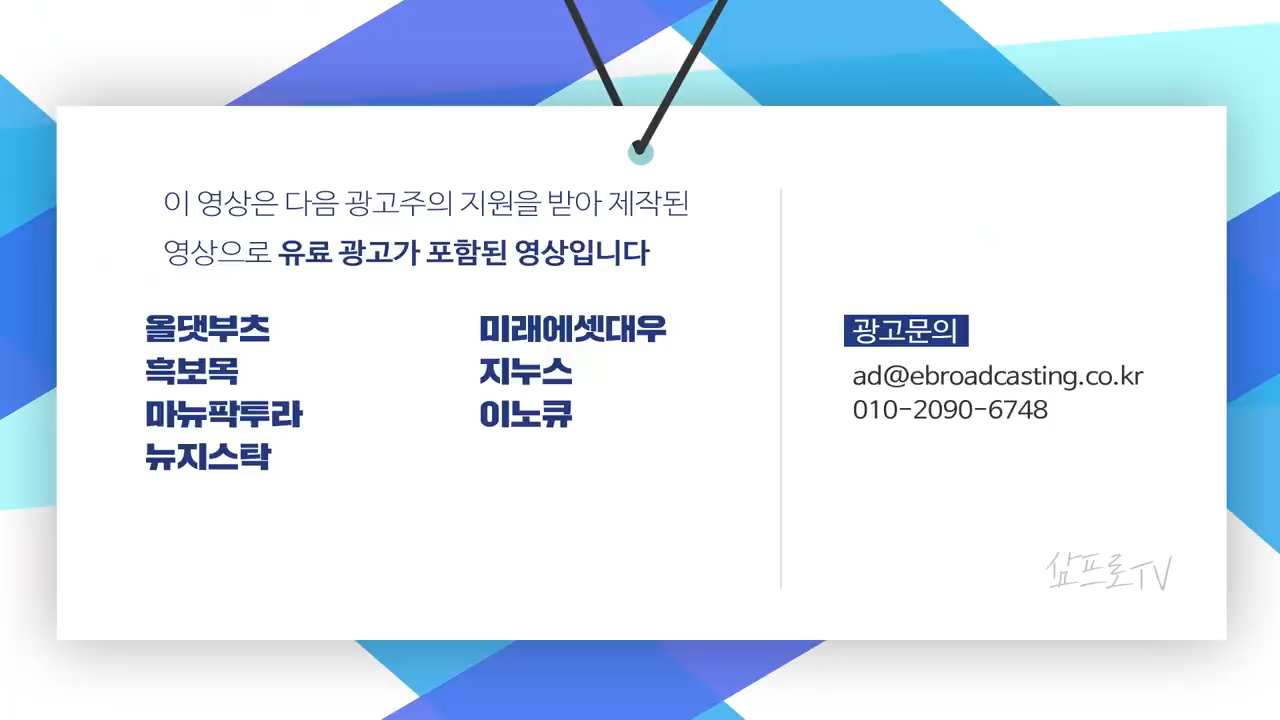 이 영상은 다음 광고주의 지원을 받아 제작된
영상으로 유료 광고가 포함된 영상입니다
올댓부츠
흑보목
마뉴팍투라
뉴지스탁
미래에셋대우
지누스
이노큐
광고문의
ad@ebroadcasting.co.kr
010-2090-6748
삼프로TV